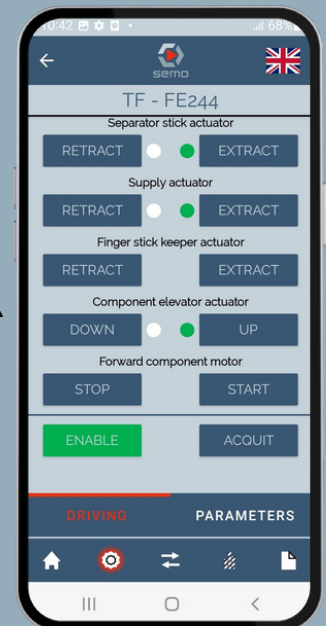 10:42 68%
semo
TF - FE244
Separator stick actuator
RETRACT EXTRACT
Supply actuator
RETRACT EXTRACT
Finger stick keeper actuator
RETRACT EXTRACT
Component elevator actuator
DOWN UP
Forward component motor
STOP START
ENABLE ACQUIT
DRIVING PARAMETERS